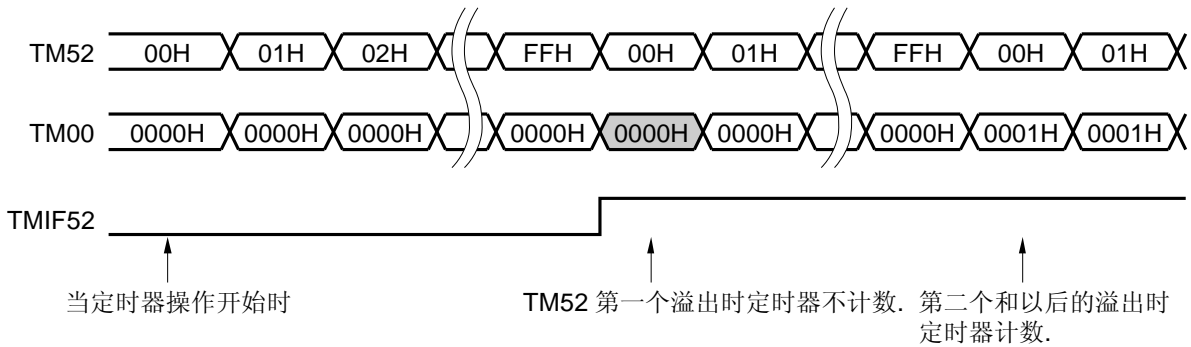 TM52 00H 01H 02H FFH 00H 01H FFH 00H 01H
TM00 0000H 0000H 0000H 0000H 0000H 0000H 0000H 0001H 0001H
TMIF52
当定时器操作开始时
TM52 第一个溢出时定时器不计数.
第二个和以后的溢出时
定时器计数.